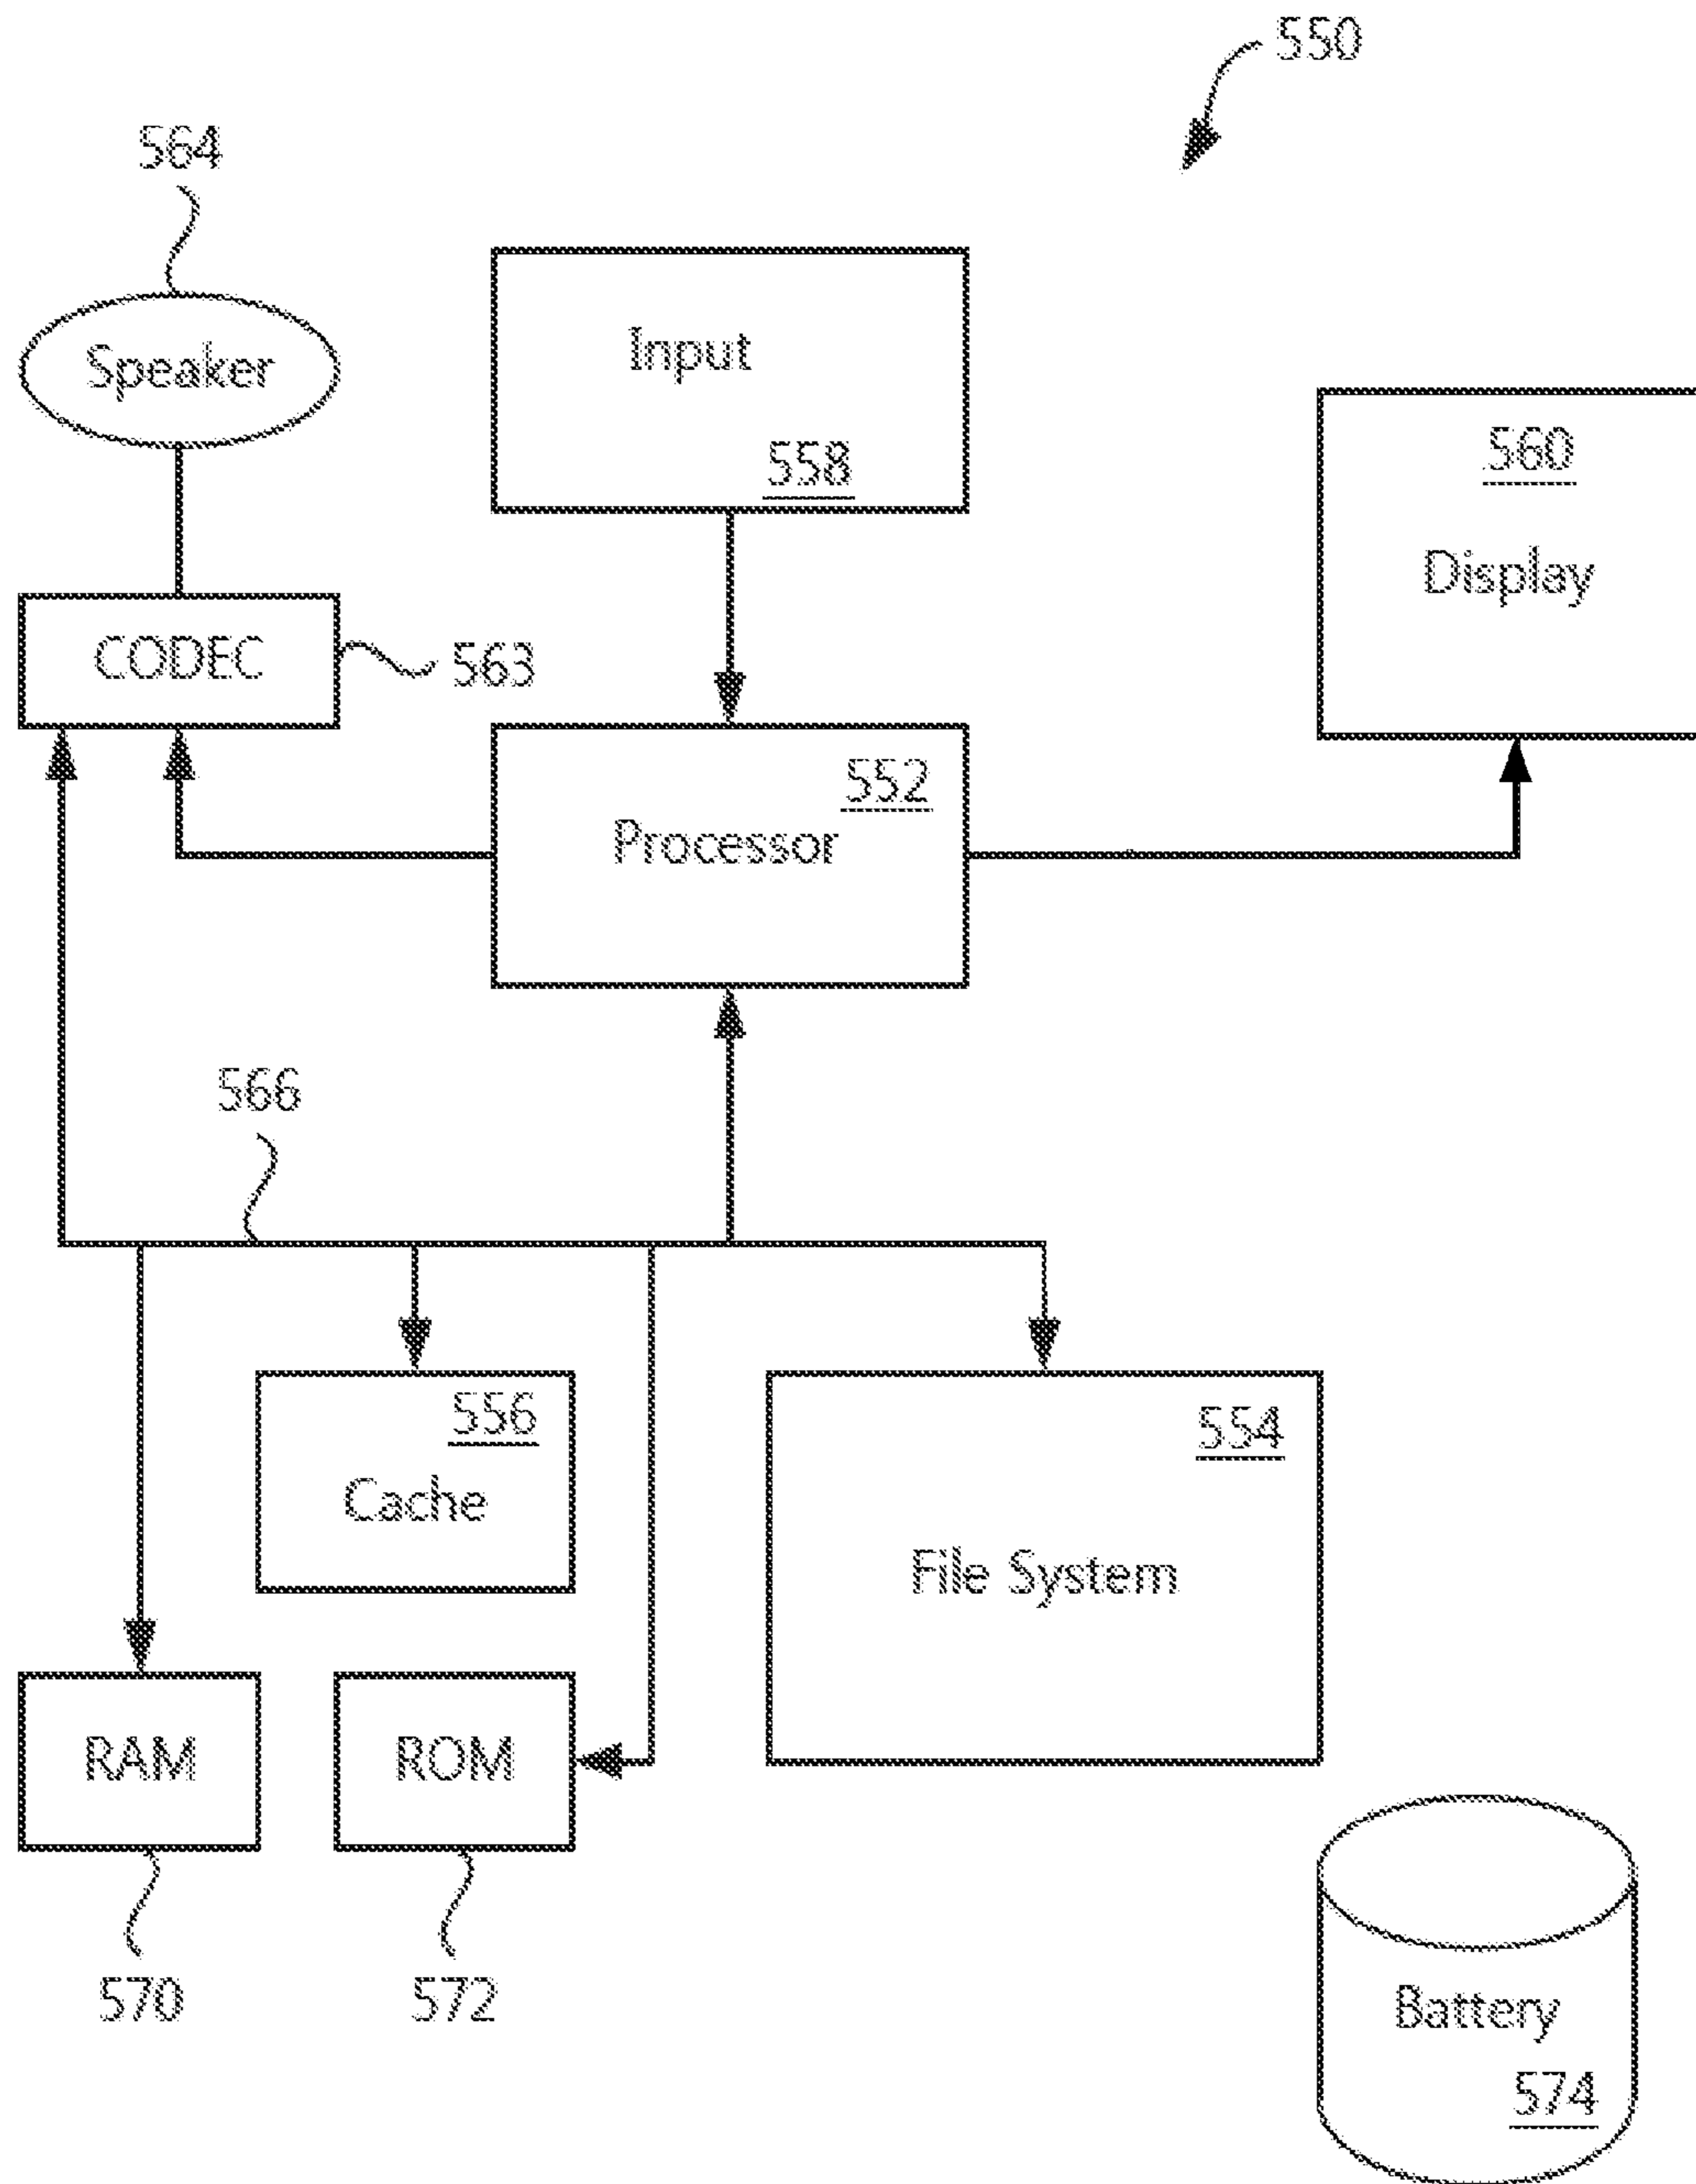 550
564
Speaker
Input
558
560
Display
CODEC
563
552
Processor
566
556
Cache
554
File System
RAM
ROM
570
572
Battery
574